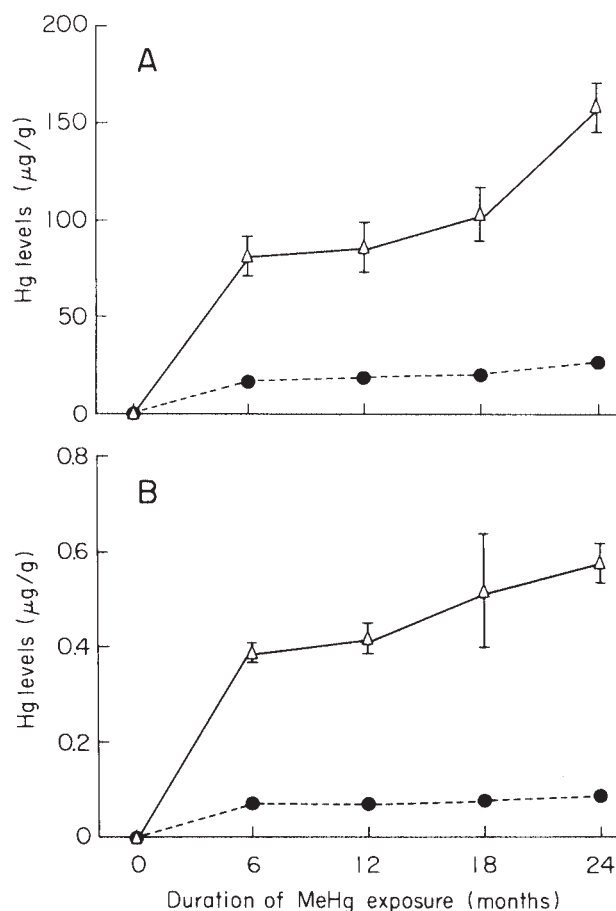 A
Hg levels (μg/g)
200
150
100
50
0
B
Hg levels (μg/g)
0.8
0.6
0.4
0.2
0
0 6 12 18 24
Duration of MeHg exposure (months)